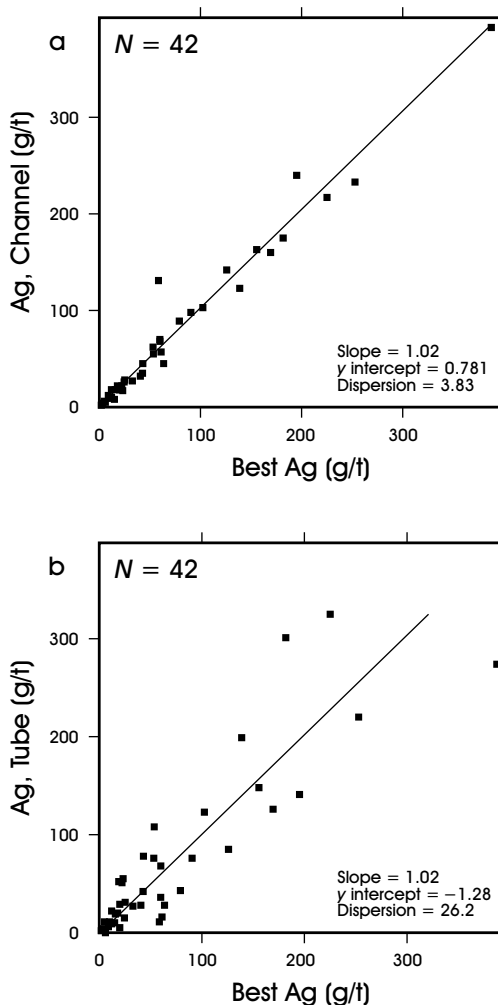 a
N = 42
300
200
100
0
Ag, Channel (g/t)
Slope = 1.02
y intercept = 0.781
Dispersion = 3.83
0 100 200 300
Best Ag (g/t)
b
N = 42
300
200
100
0
Ag, Tube (g/t)
Slope = 1.02
y intercept = −1.28
Dispersion = 26.2
0 100 200 300
Best Ag (g/t)